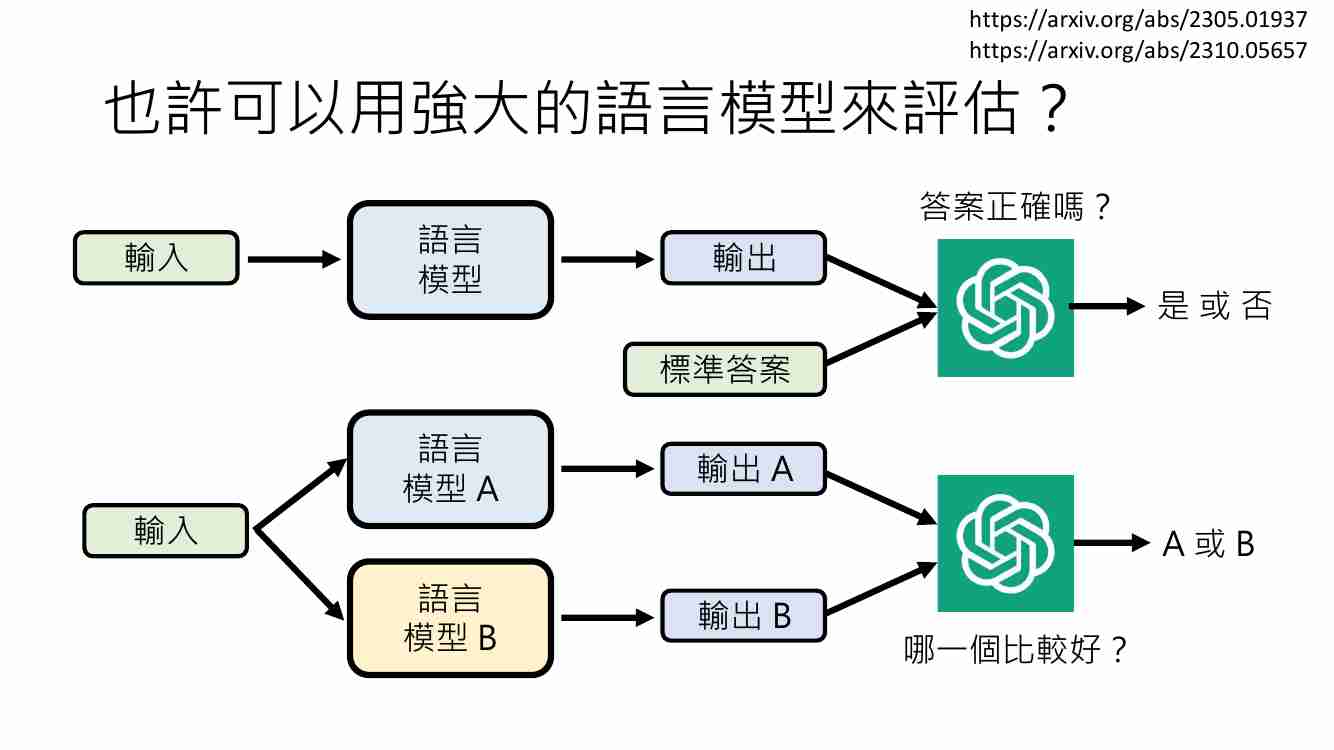 https://arxiv.org/abs/2305.01937
https://arxiv.org/abs/2310.05657
也許可以用強大的語言模型來評估？
輸入
語言
模型
輸出
標準答案
答案正確嗎？
是 或 否
輸入
語言
模型 A
輸出 A
語言
模型 B
輸出 B
A 或 B
哪一個比較好？